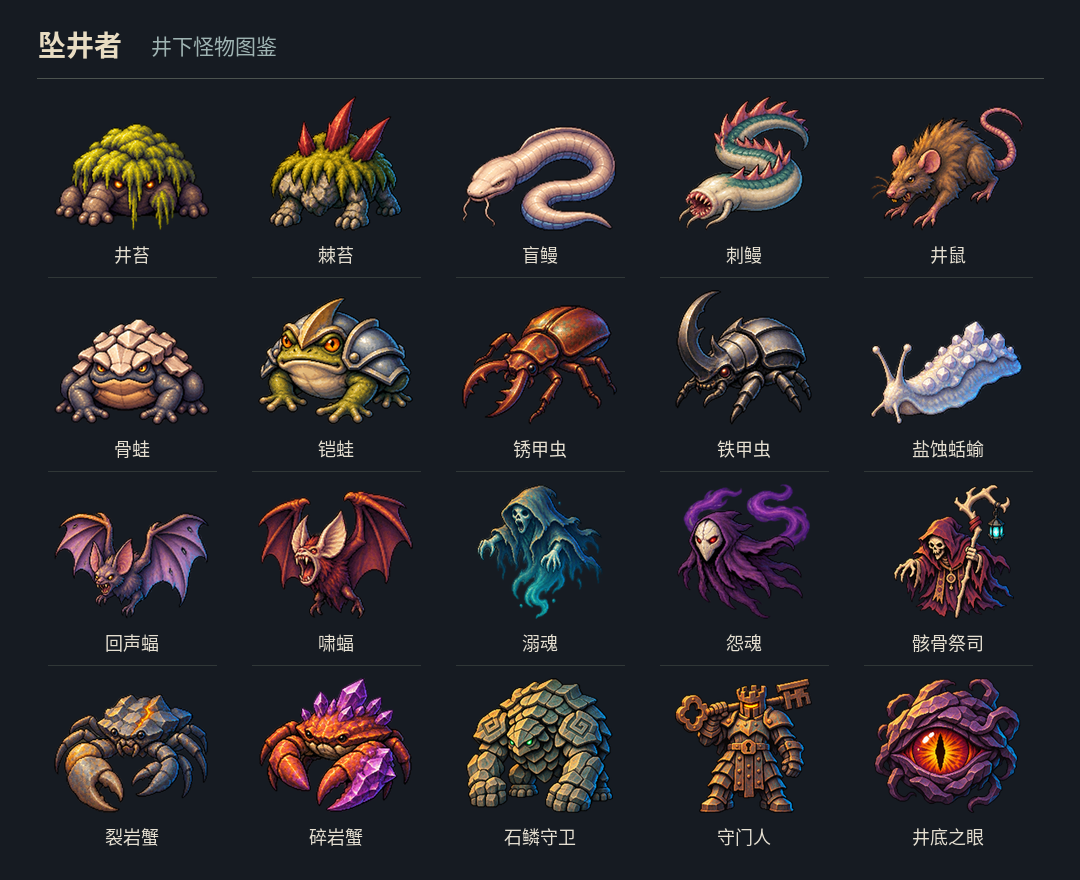 坠井者 井下怪物图鉴
井苔 棘苔 盲鳗 刺鳗 井鼠
骨蛙 铠蛙 锈甲虫 铁甲虫 盐蚀蛞蝓
回声蝠 啸蝠 溺魂 怨魂 骸骨祭司
裂岩蟹 碎岩蟹 石鳞守卫 守门人 井底之眼